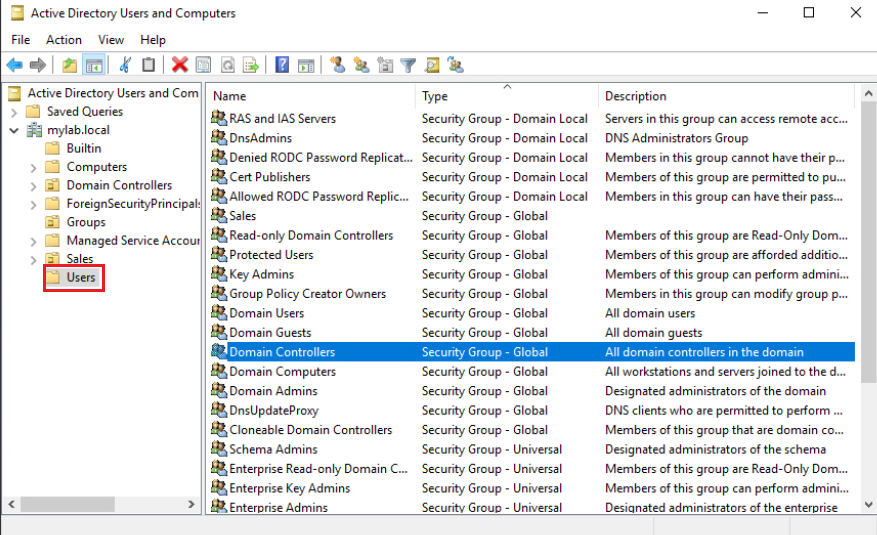 Active Directory Users and Computers
File Action View Help
Active Directory Users and Com
Saved Queries
mylab.local
Builtin
Computers
Domain Controllers
ForeignSecurityPrincipals
Groups
Managed Service Accour
Sales
Users
Name Type Description
RAS and IAS Servers Security Group - Domain Local Servers in this group can access remote acc...
DnsAdmins Security Group - Domain Local DNS Administrators Group
Denied RODC Password Replicat... Security Group - Domain Local Members in this group cannot have their p...
Cert Publishers Security Group - Domain Local Members of this group are permitted to pu...
Allowed RODC Password Replic... Security Group - Domain Local Members in this group can have their pass...
Sales Security Group - Global
Read-only Domain Controllers Security Group - Global Members of this group are Read-Only Dom...
Protected Users Security Group - Global Members of this group are afforded additio...
Key Admins Security Group - Global Members of this group can perform admini...
Group Policy Creator Owners Security Group - Global Members in this group can modify group p...
Domain Users Security Group - Global All domain users
Domain Guests Security Group - Global All domain guests
Domain Controllers Security Group - Global All domain controllers in the domain
Domain Computers Security Group - Global All workstations and servers joined to the d...
Domain Admins Security Group - Global Designated administrators of the domain
DnsUpdateProxy Security Group - Global DNS clients who are permitted to perform ...
Cloneable Domain Controllers Security Group - Global Members of this group that are domain co...
Schema Admins Security Group - Universal Designated administrators of the schema
Enterprise Read-only Domain C... Security Group - Universal Members of this group are Read-Only Dom...
Enterprise Key Admins Security Group - Universal Members of this group can perform admini...
Enterprise Admins Security Group - Universal Designated administrators of the enterprise